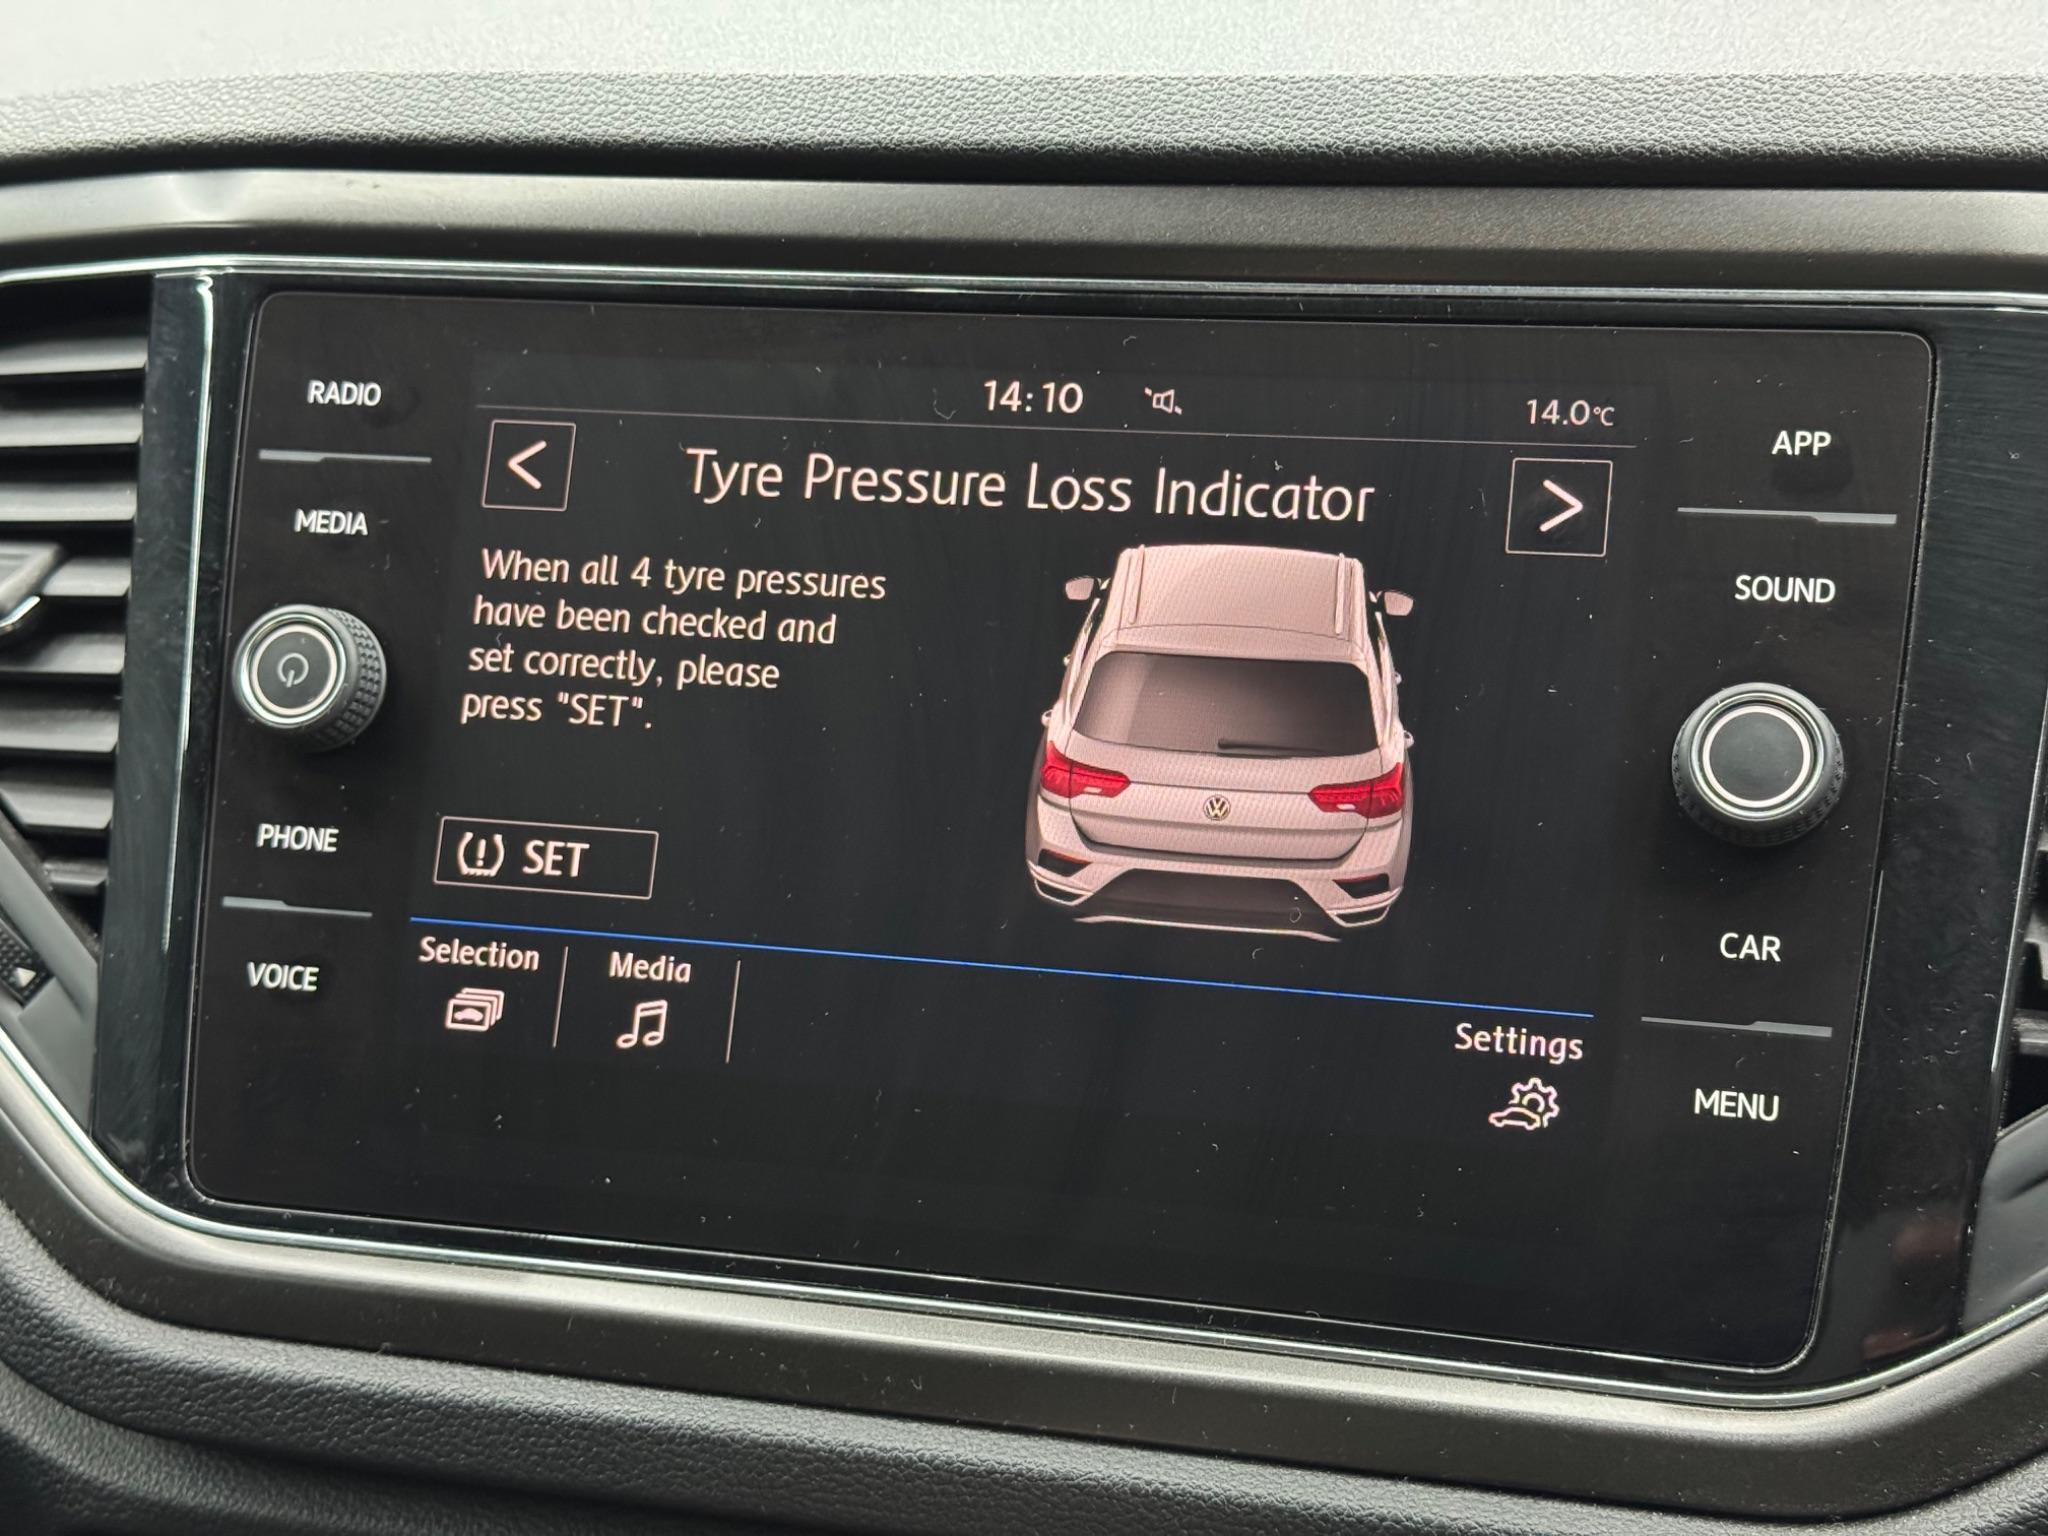 14:10
14.0°C
RADIO
MEDIA
PHONE
VOICE
<
Tyre Pressure Loss Indicator
>
When all 4 tyre pressures
have been checked and
set correctly, please
press "SET".
SET
Selection
Media
Settings
APP
SOUND
CAR
MENU